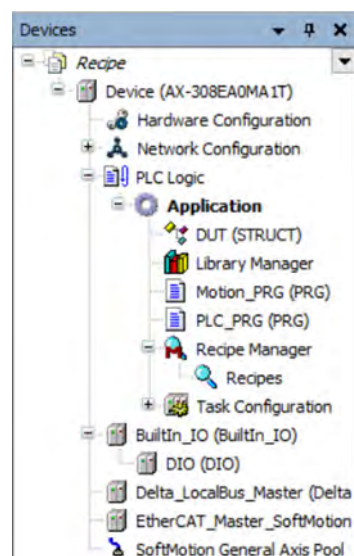 Devices
Recipe
Device (AX-308EA0MA1T)
Hardware Configuration
Network Configuration
PLC Logic
Application
DUT (STRUCT)
Library Manager
Motion_PRG (PRG)
PLC_PRG (PRG)
Recipe Manager
Recipes
Task Configuration
BuiltIn_IO (BuiltIn_IO)
DIO (DIO)
Delta_LocalBus_Master (Delta
EtherCAT_Master_SoftMotion
SoftMotion General Axis Pool